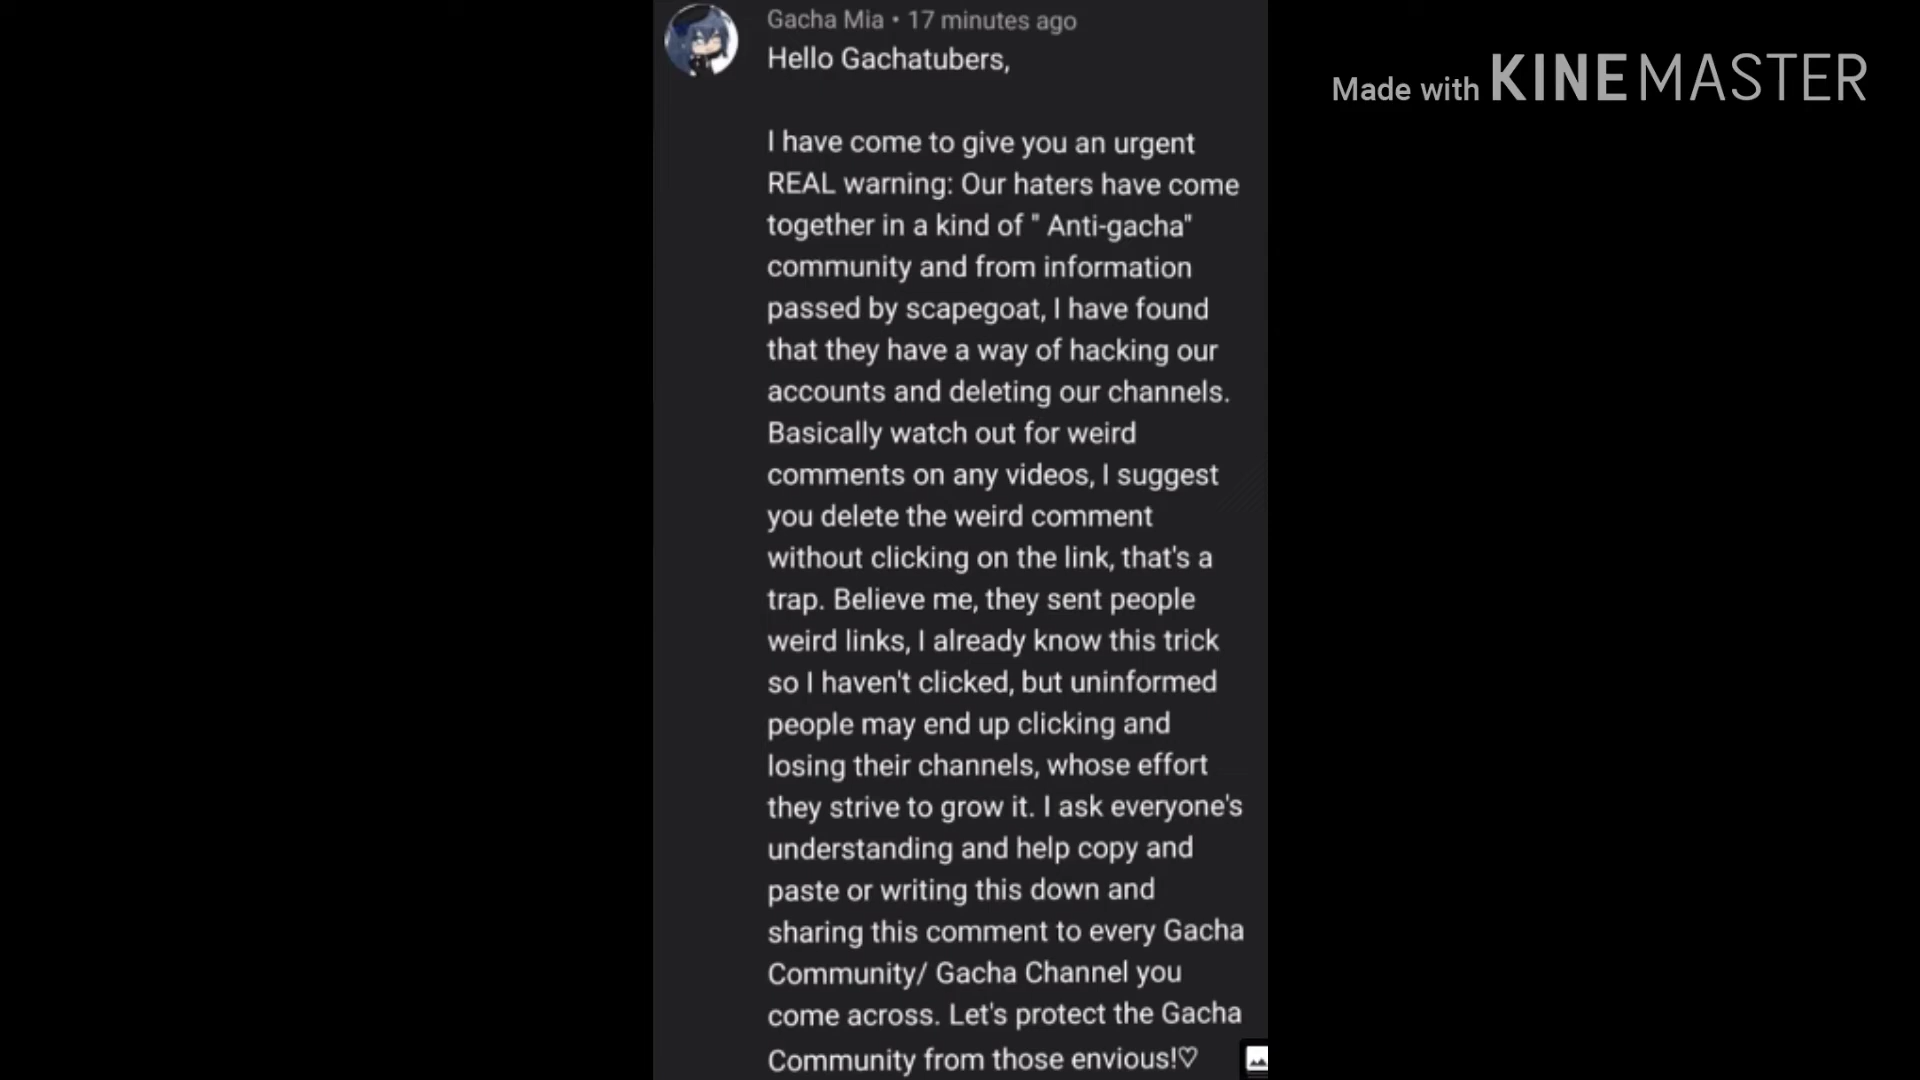 Gacha Mia • 17 minutes ago
Hello Gachatubers,
I have come to give you an urgent
REAL warning: Our haters have come
together in a kind of " Anti-gacha"
community and from information
passed by scapegoat, I have found
that they have a way of hacking our
accounts and deleting our channels.
Basically watch out for weird
comments on any videos, I suggest
you delete the weird comment
without clicking on the link, that's a
trap. Believe me, they sent people
weird links, I already know this trick
so I haven't clicked, but uninformed
people may end up clicking and
losing their channels, whose effort
they strive to grow it. I ask everyone's
understanding and help copy and
paste or writing this down and
sharing this comment to every Gacha
Community/ Gacha Channel you
come across. Let's protect the Gacha
Community from those envious!♡
Made with KINEMASTER